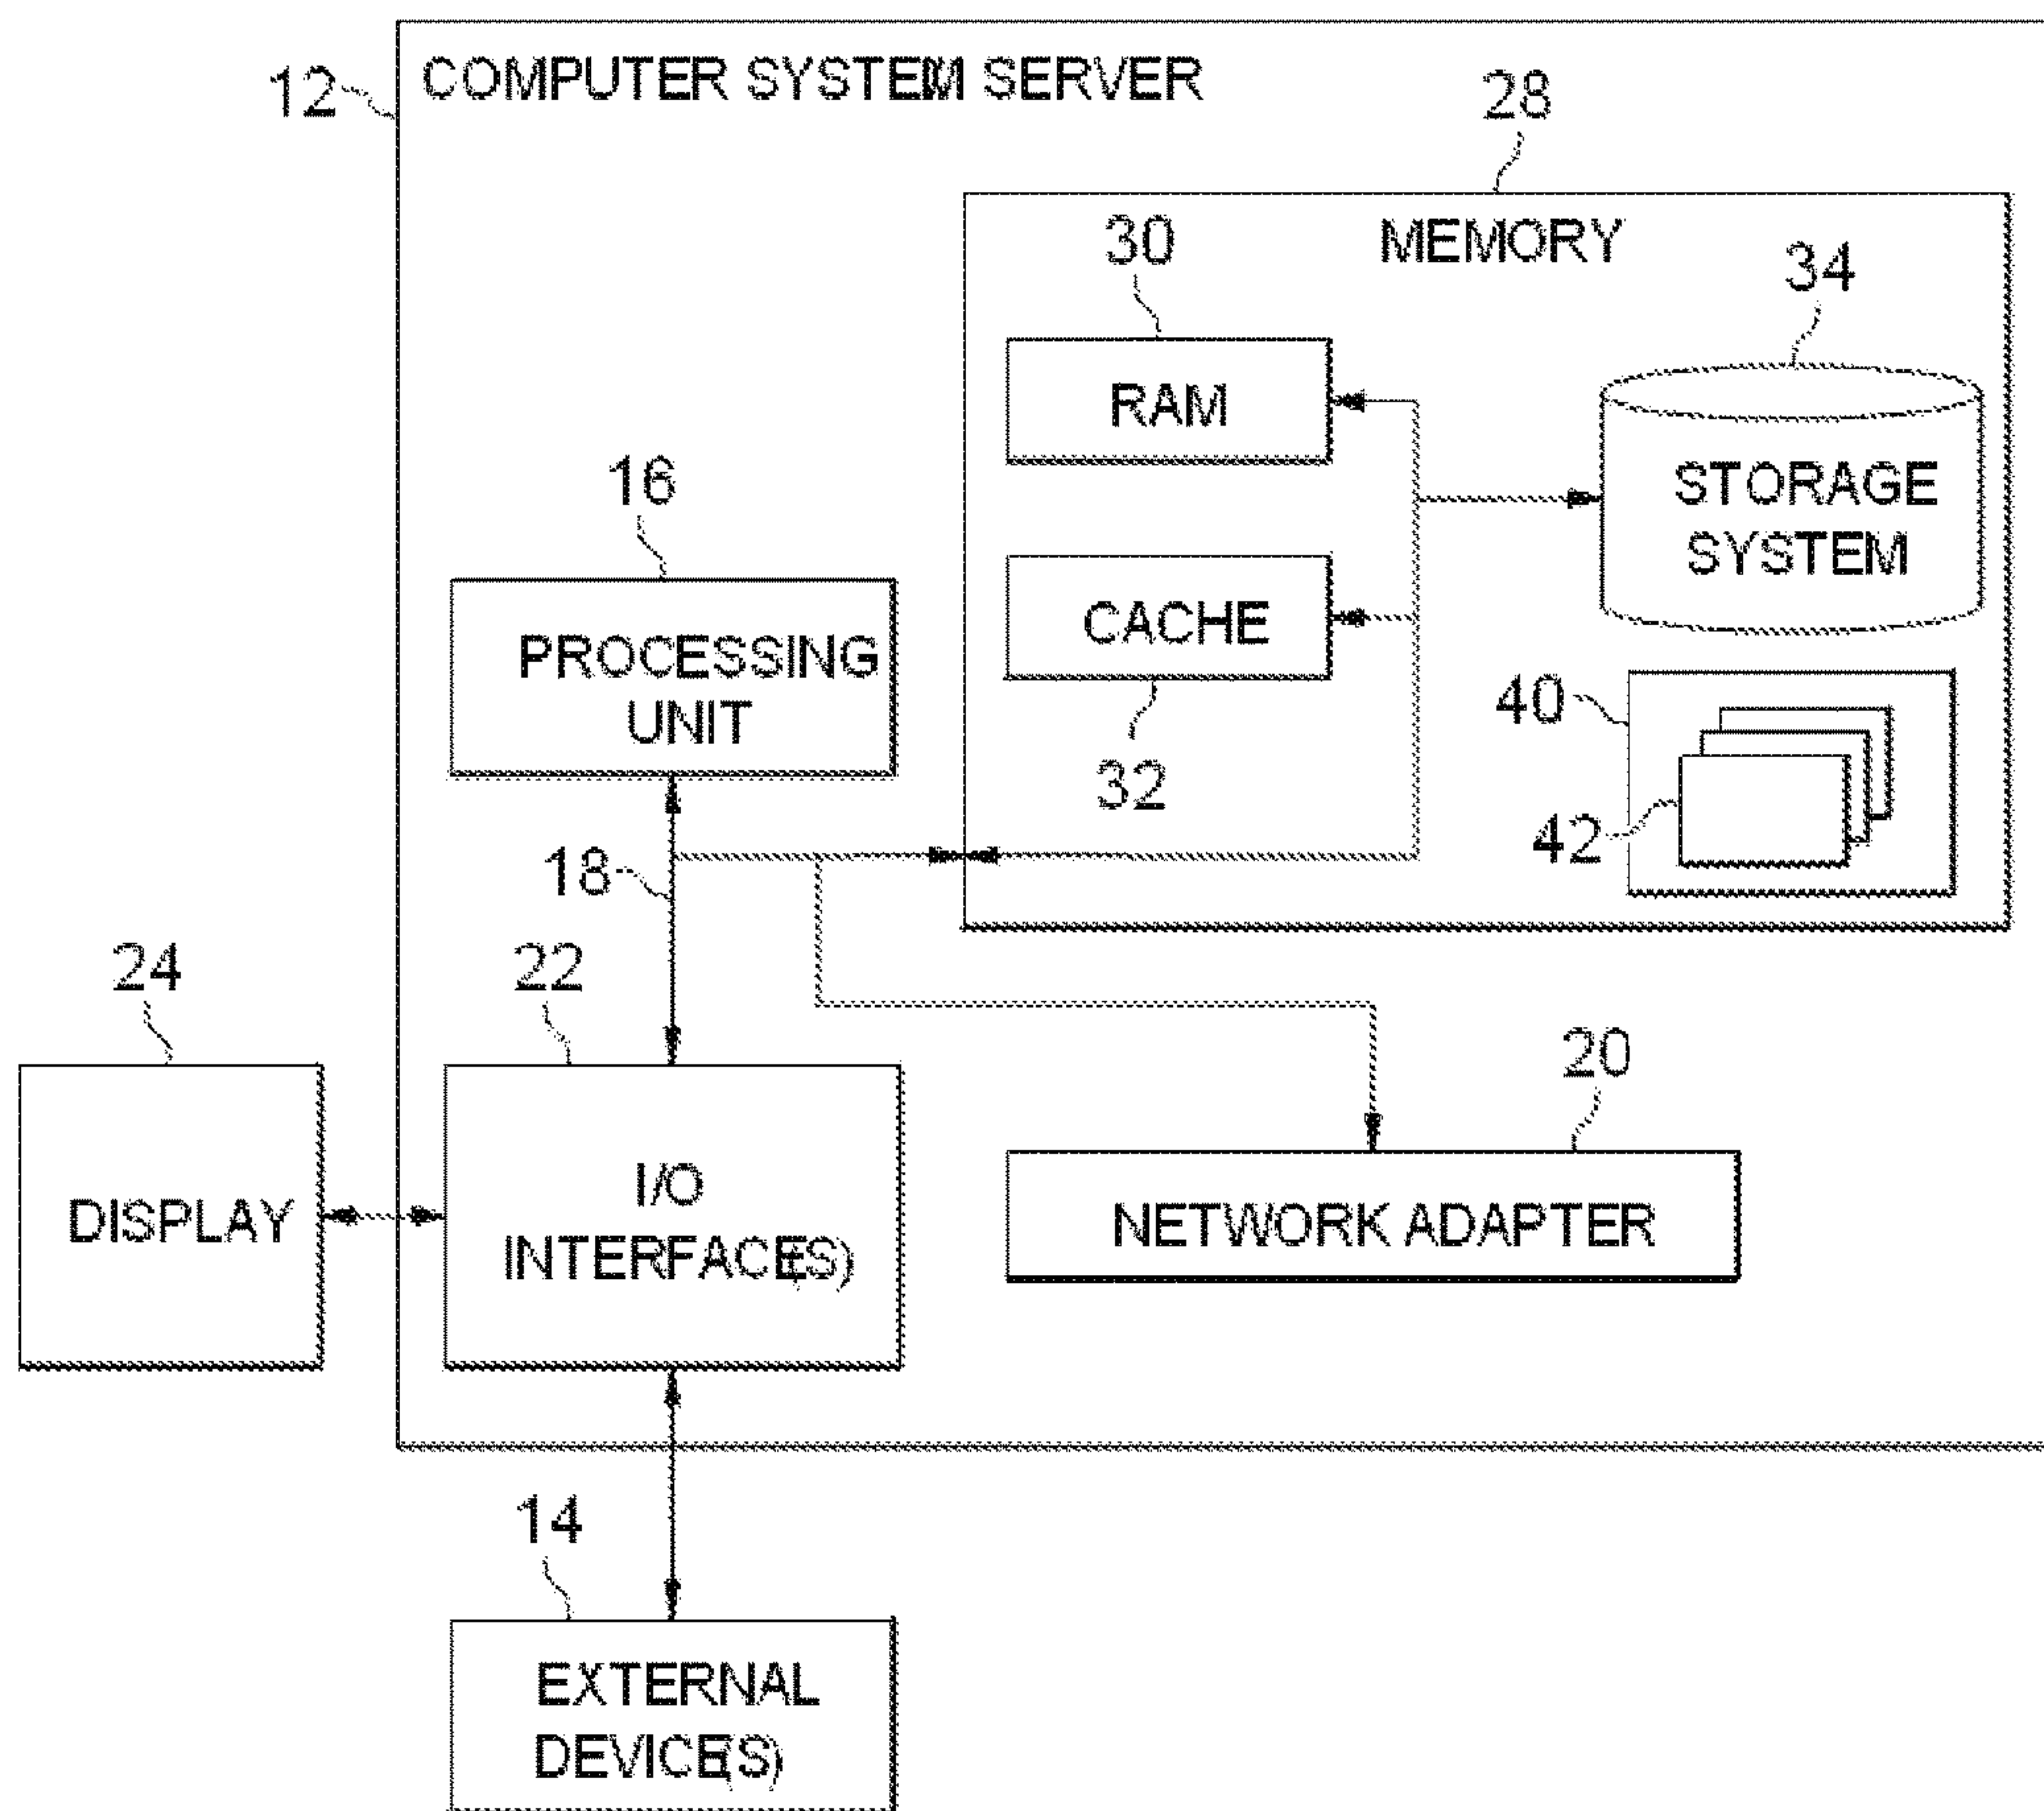 12
COMPUTER SYSTEM SERVER
28
MEMORY
30
34
RAM
STORAGE
SYSTEM
16
PROCESSING
UNIT
CACHE
32
40
42
18
24
22
20
DISPLAY
I/O
INTERFACE(S)
NETWORK ADAPTER
14
EXTERNAL
DEVICE(S)